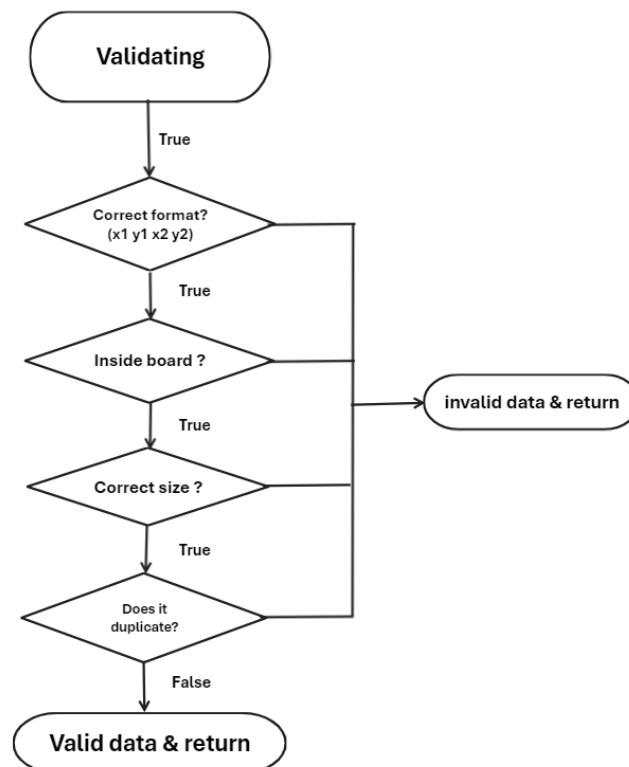 Validating
True
Correct format?
(x1 y1 x2 y2)
True
Inside board ?
invalid data & return
True
Correct size ?
True
Does it
duplicate?
False
Valid data & return